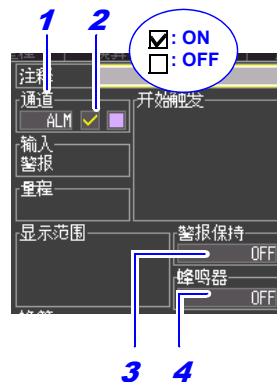 1 2
: ON
: OFF
注释
通道
开始触发
ALM
输入
警报
量程
显示范围
警报保持
OFF
蜂鸣器
OFF
3 4